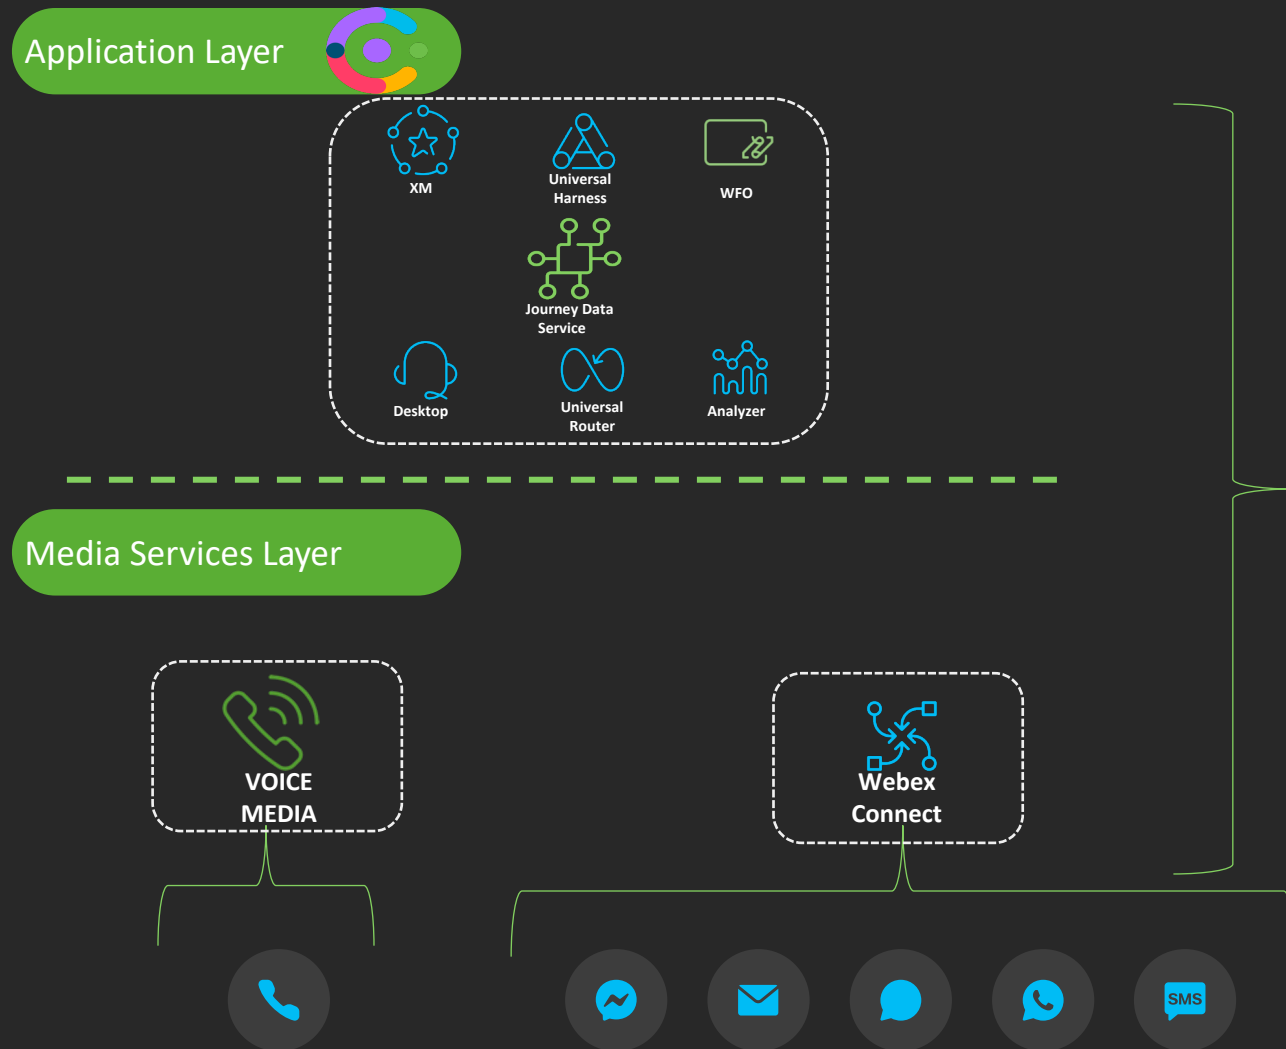 Application Layer
XM
Universal
Harness
WFO
Journey Data
Service
Desktop
Universal
Router
Analyzer
Media Services Layer
VOICE
MEDIA
Webex
Connect
SMS